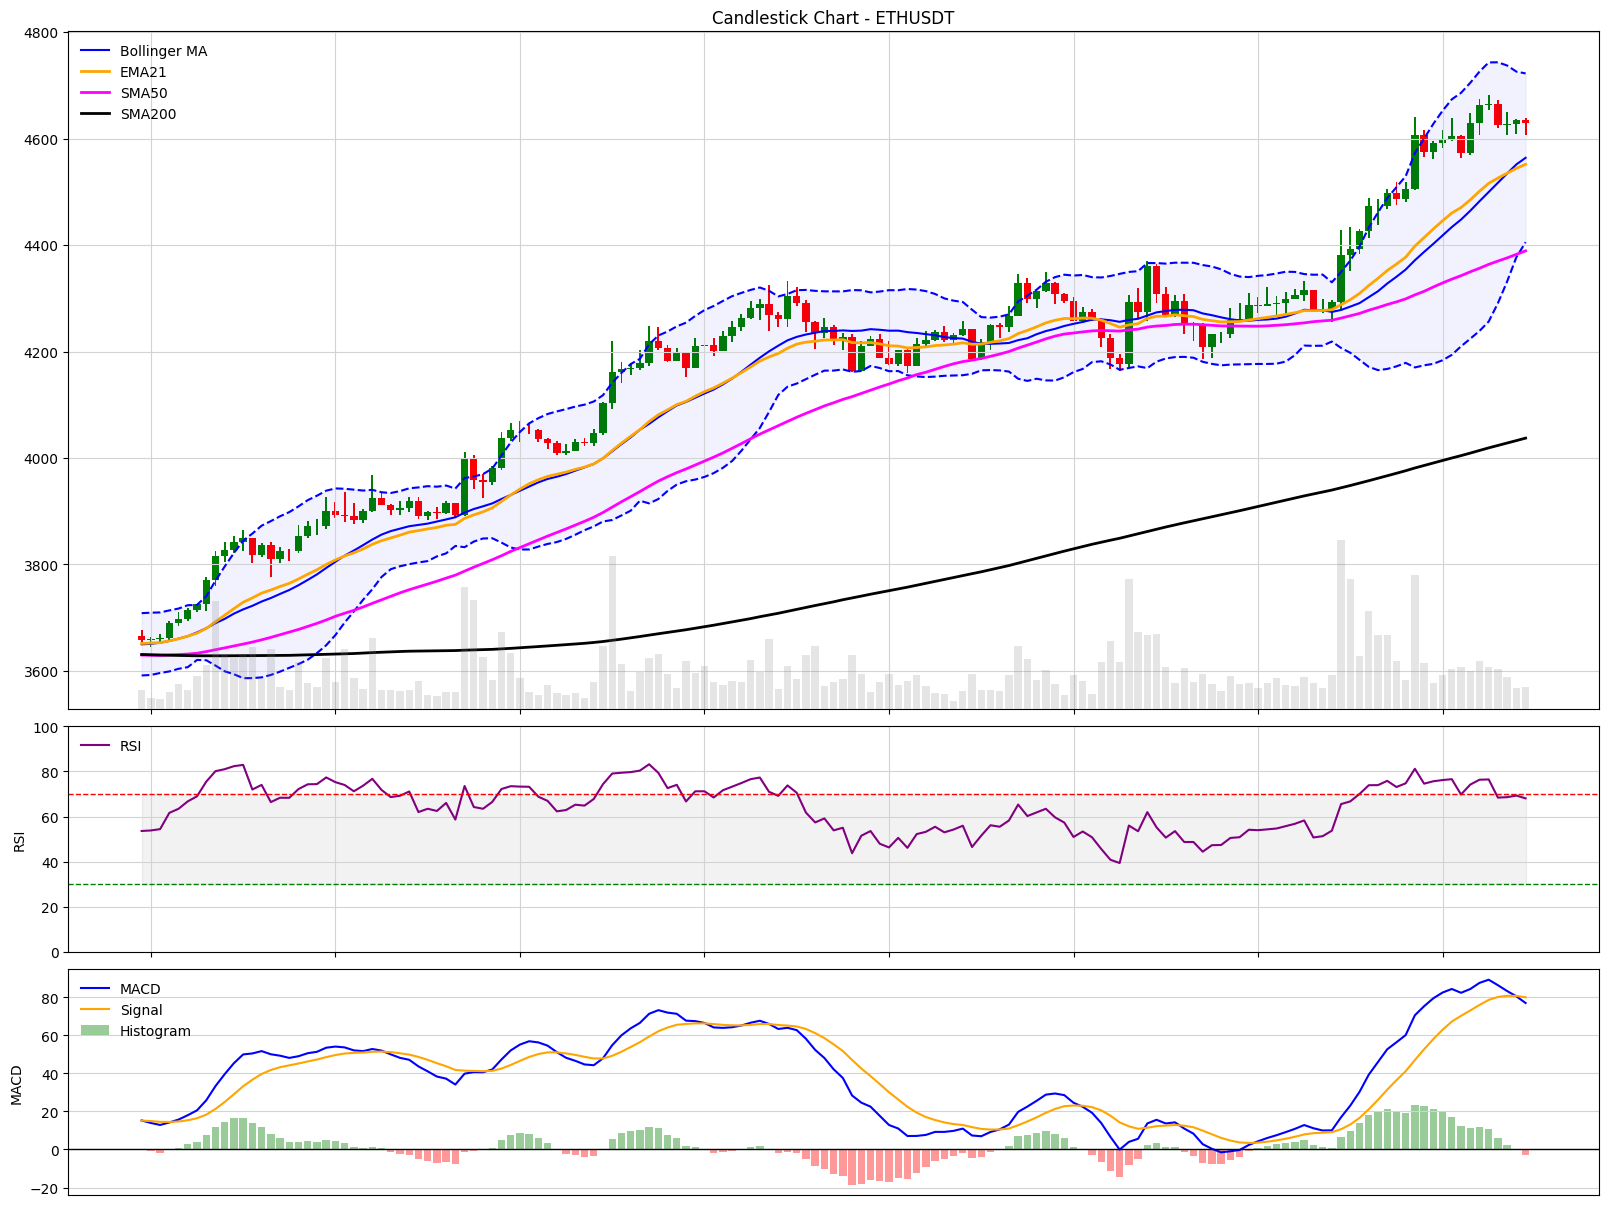 Candlestick Chart - ETHUSDT
4800
4600
4400
4200
4000
3800
3600
Bollinger MA
EMA21
SMA50
SMA200
100
80
60
40
20
0
RSI
RSI
80
60
40
20
0
−20
MACD
MACD
Signal
Histogram